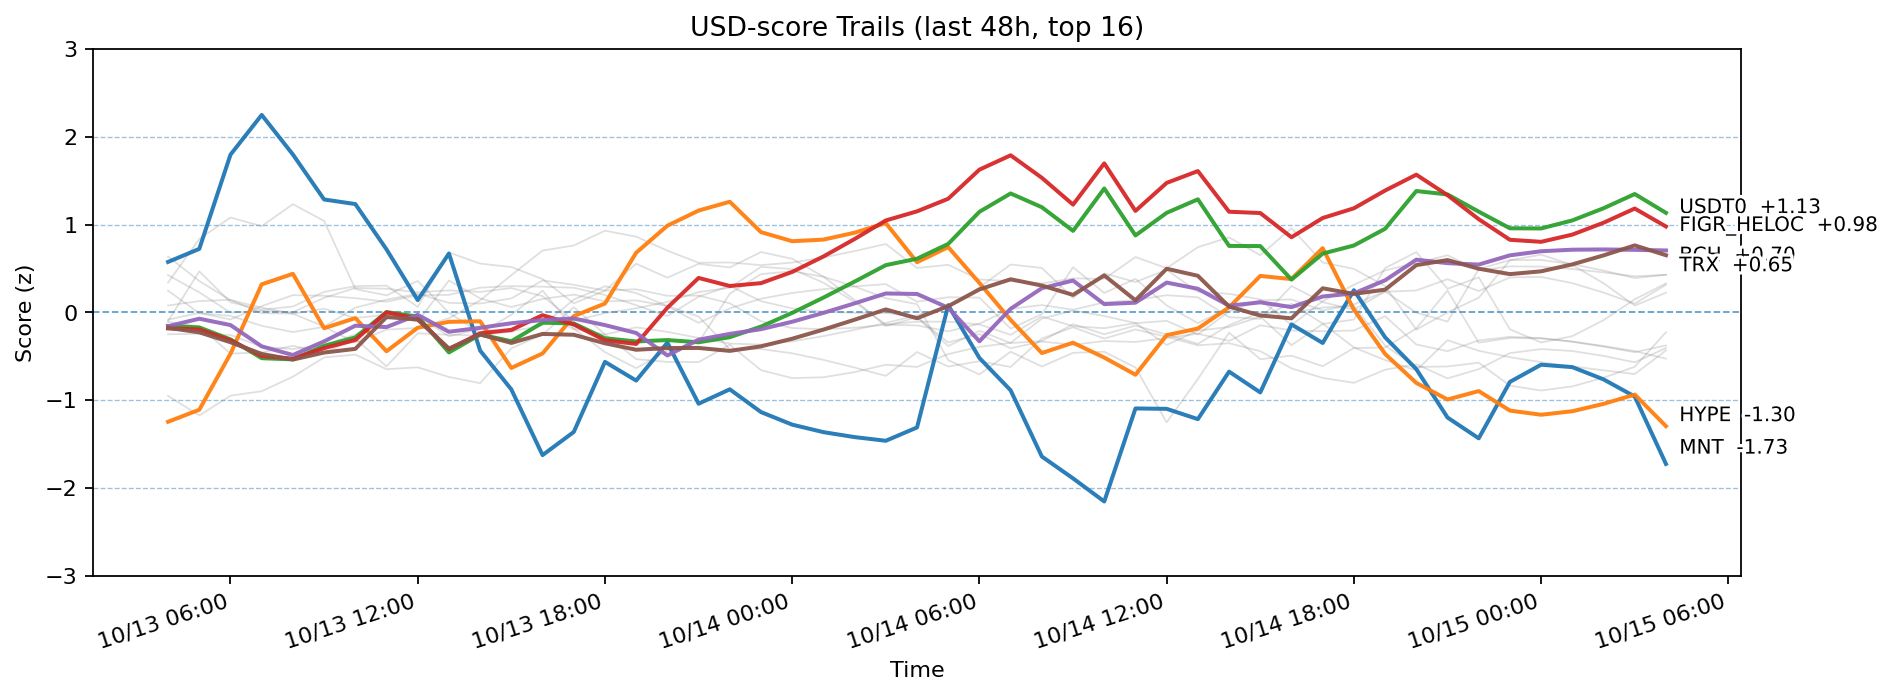 USD-score Trails (last 48h, top 16)
Score (z)
3
2
1
0
−1
−2
−3
USDT0 +1.13
FIGR_HELOC +0.98
BCH +0.70
TRX +0.65
HYPE -1.30
MNT -1.73
10/13 06:00
10/13 12:00
10/13 18:00
10/14 00:00
10/14 06:00
10/14 12:00
10/14 18:00
10/15 00:00
10/15 06:00
Time